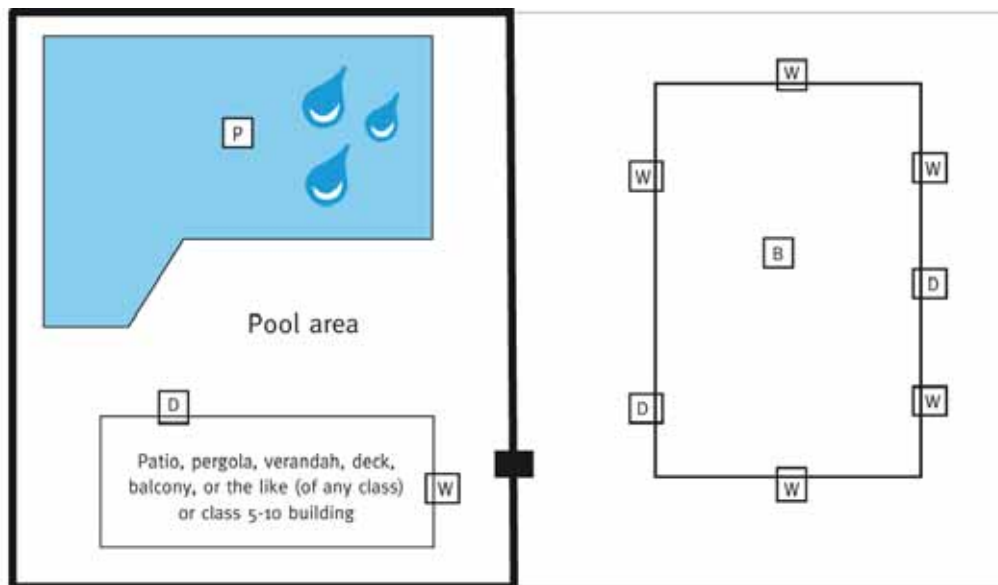 W
P
W
W
B
D
Pool area
D
D
W
Patio, pergola, verandah, deck,
balcony, or the like (of any class)
or class 5-10 building
W
W